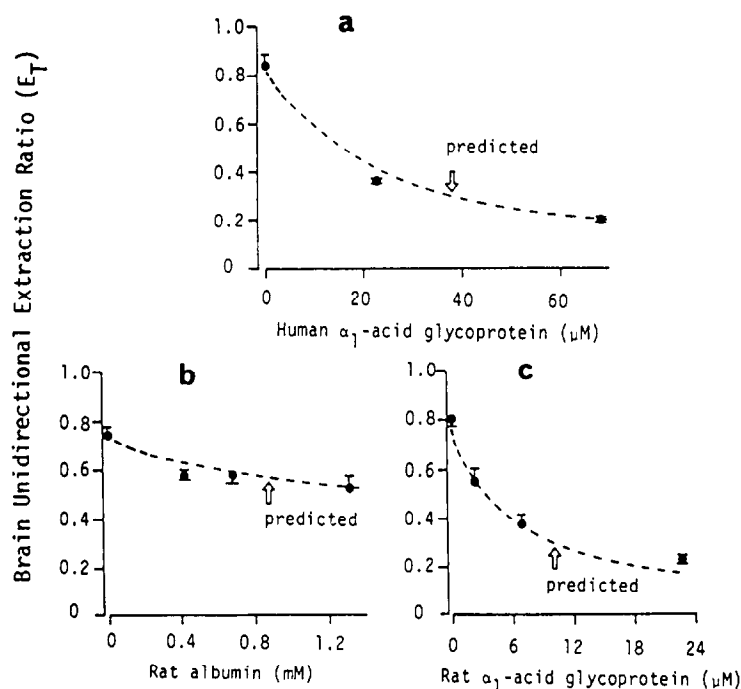 Brain Unidirectional Extraction Ratio (E_T)
a
1.0
0.8
0.6
0.4
0.2
0
predicted
0 20 40 60
Human α₁-acid glycoprotein (μM)
b
1.0
0.8
0.6
0.4
0.2
0
predicted
0 0.4 0.8 1.2
Rat albumin (mM)
c
1.0
0.8
0.6
0.4
0.2
0
predicted
0 6 12 18 24
Rat α₁-acid glycoprotein (μM)